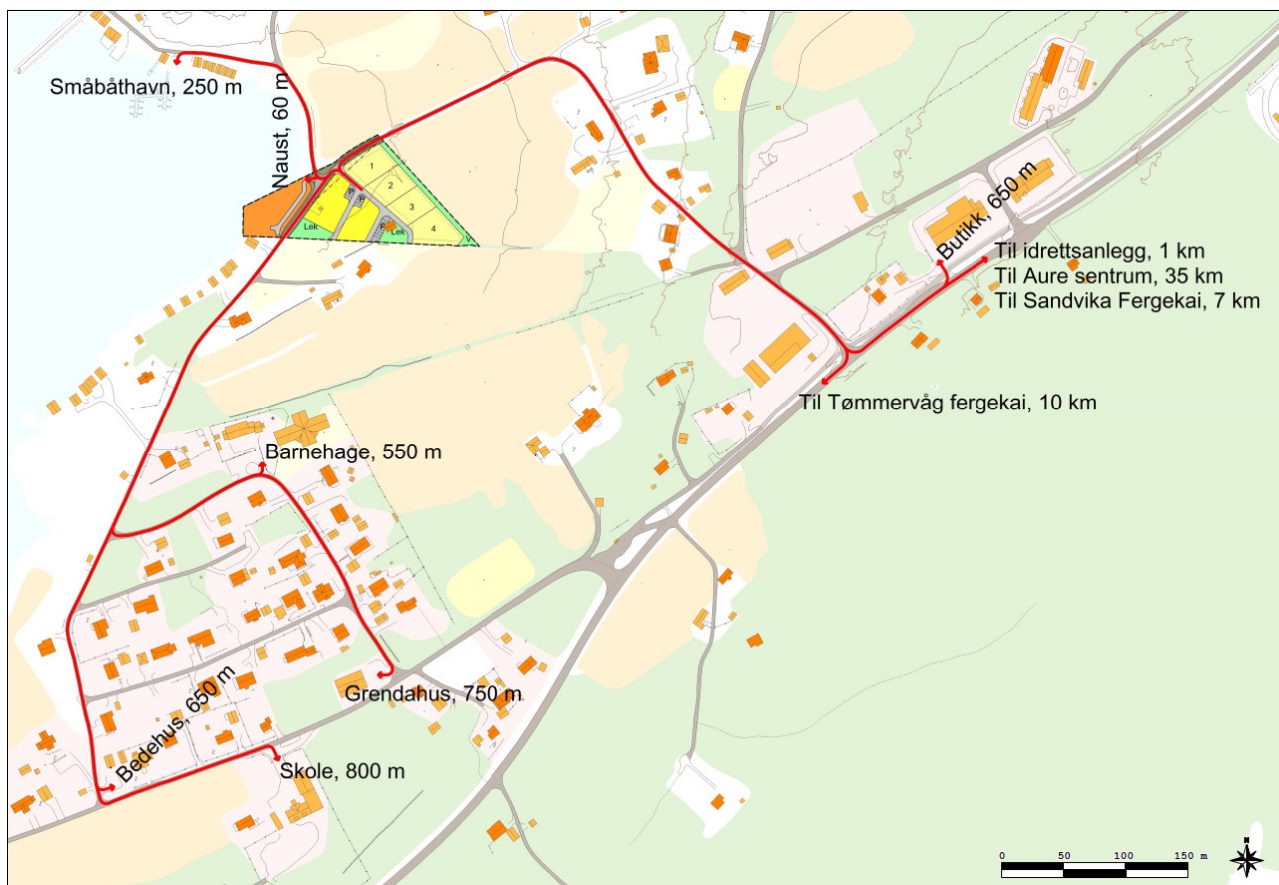 Småbåthavn, 250 m
Naust, 60 m
1
2
3
4
P
P
P
Lek
Lek
V
Butikk, 650 m
Til idrettsanlegg, 1 km
Til Aure sentrum, 35 km
Til Sandvika Fergekai, 7 km
Til Tømmervåg fergekai, 10 km
Barnehage, 550 m
Grendahus, 750 m
Bedehus, 650 m
Skole, 800 m
N
0 50 100 150 m